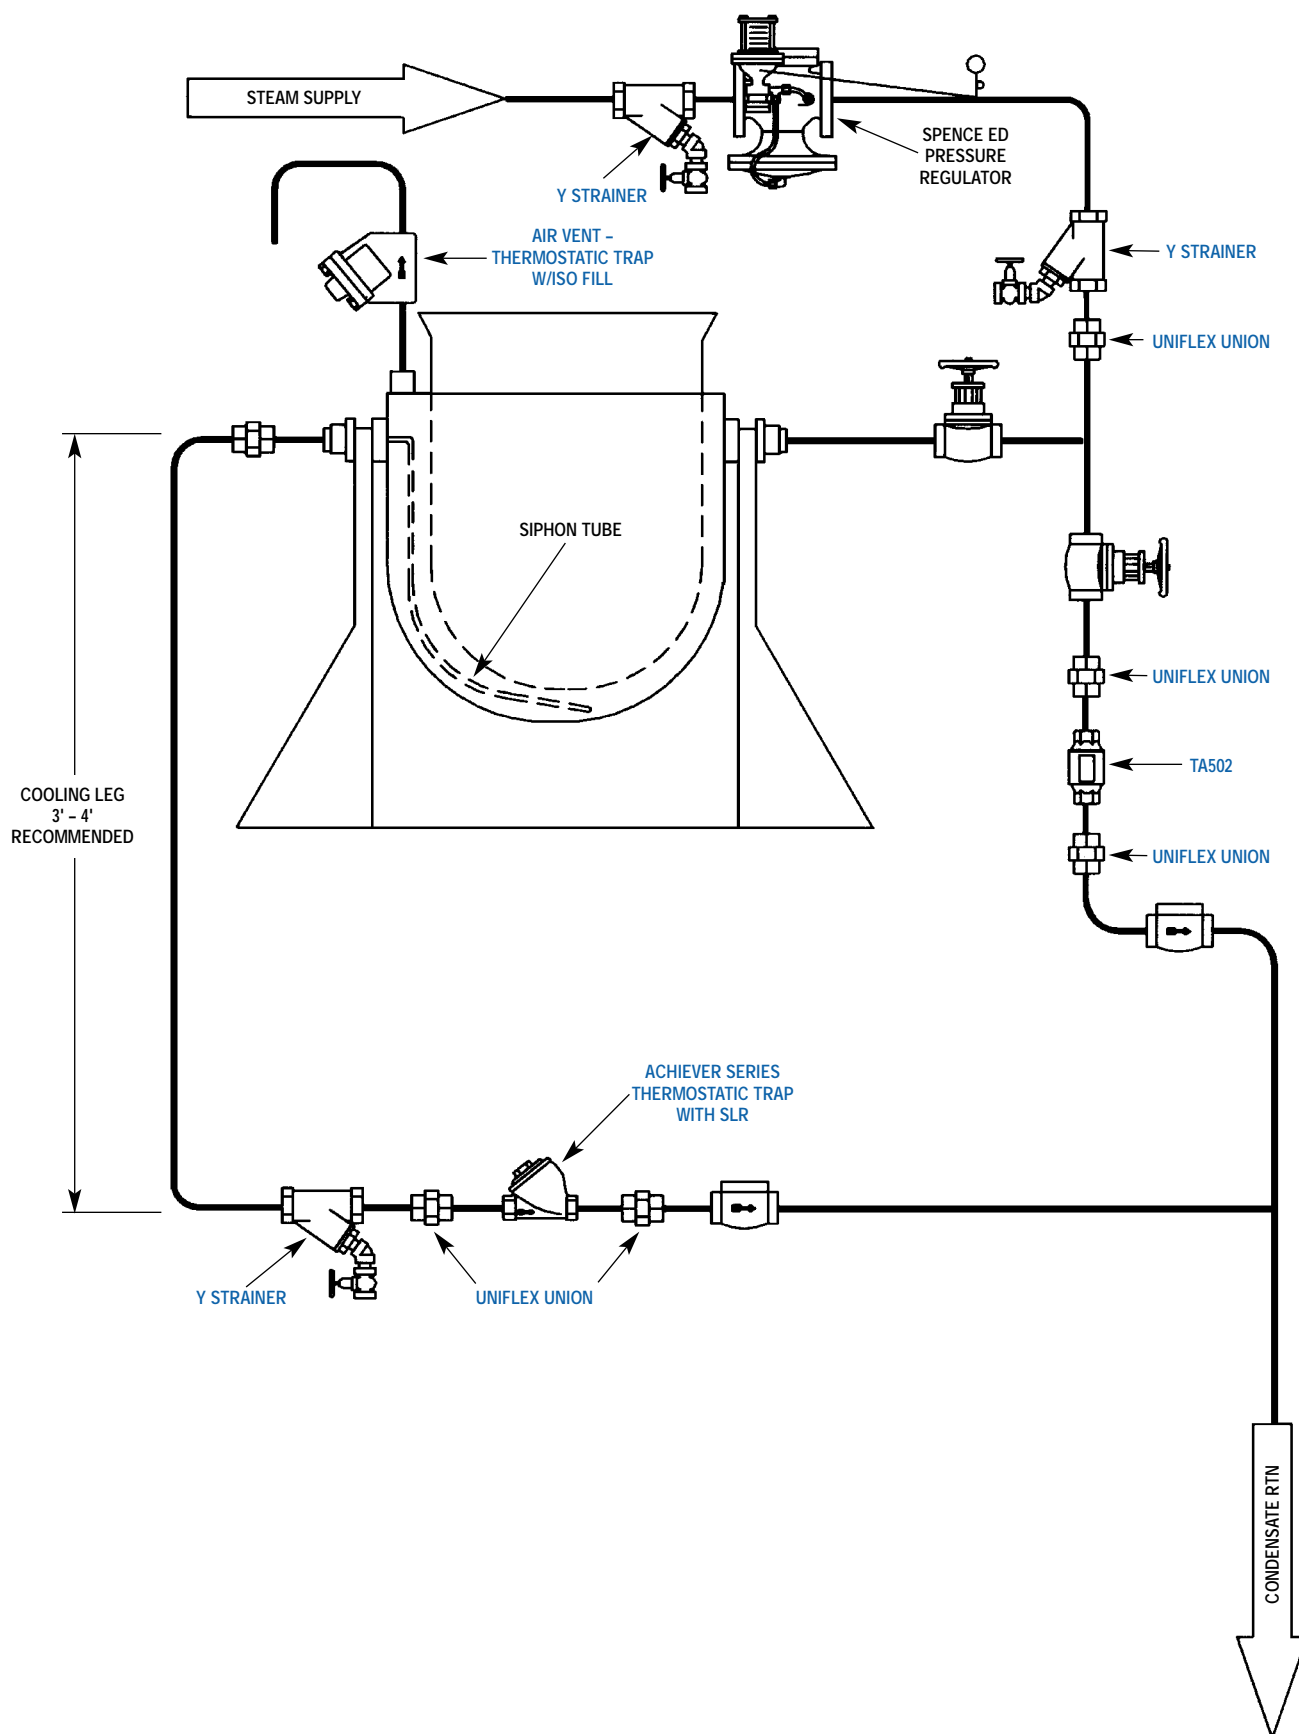 STEAM SUPPLY
SPENCE ED
PRESSURE
REGULATOR
Y STRAINER
AIR VENT –
THERMOSTATIC TRAP
W/ISO FILL
Y STRAINER
UNIFLEX UNION
SIPHON TUBE
UNIFLEX UNION
TA502
COOLING LEG
3' – 4'
RECOMMENDED
UNIFLEX UNION
ACHIEVER SERIES
THERMOSTATIC TRAP
WITH SLR
Y STRAINER
UNIFLEX UNION
CONDENSATE RTN